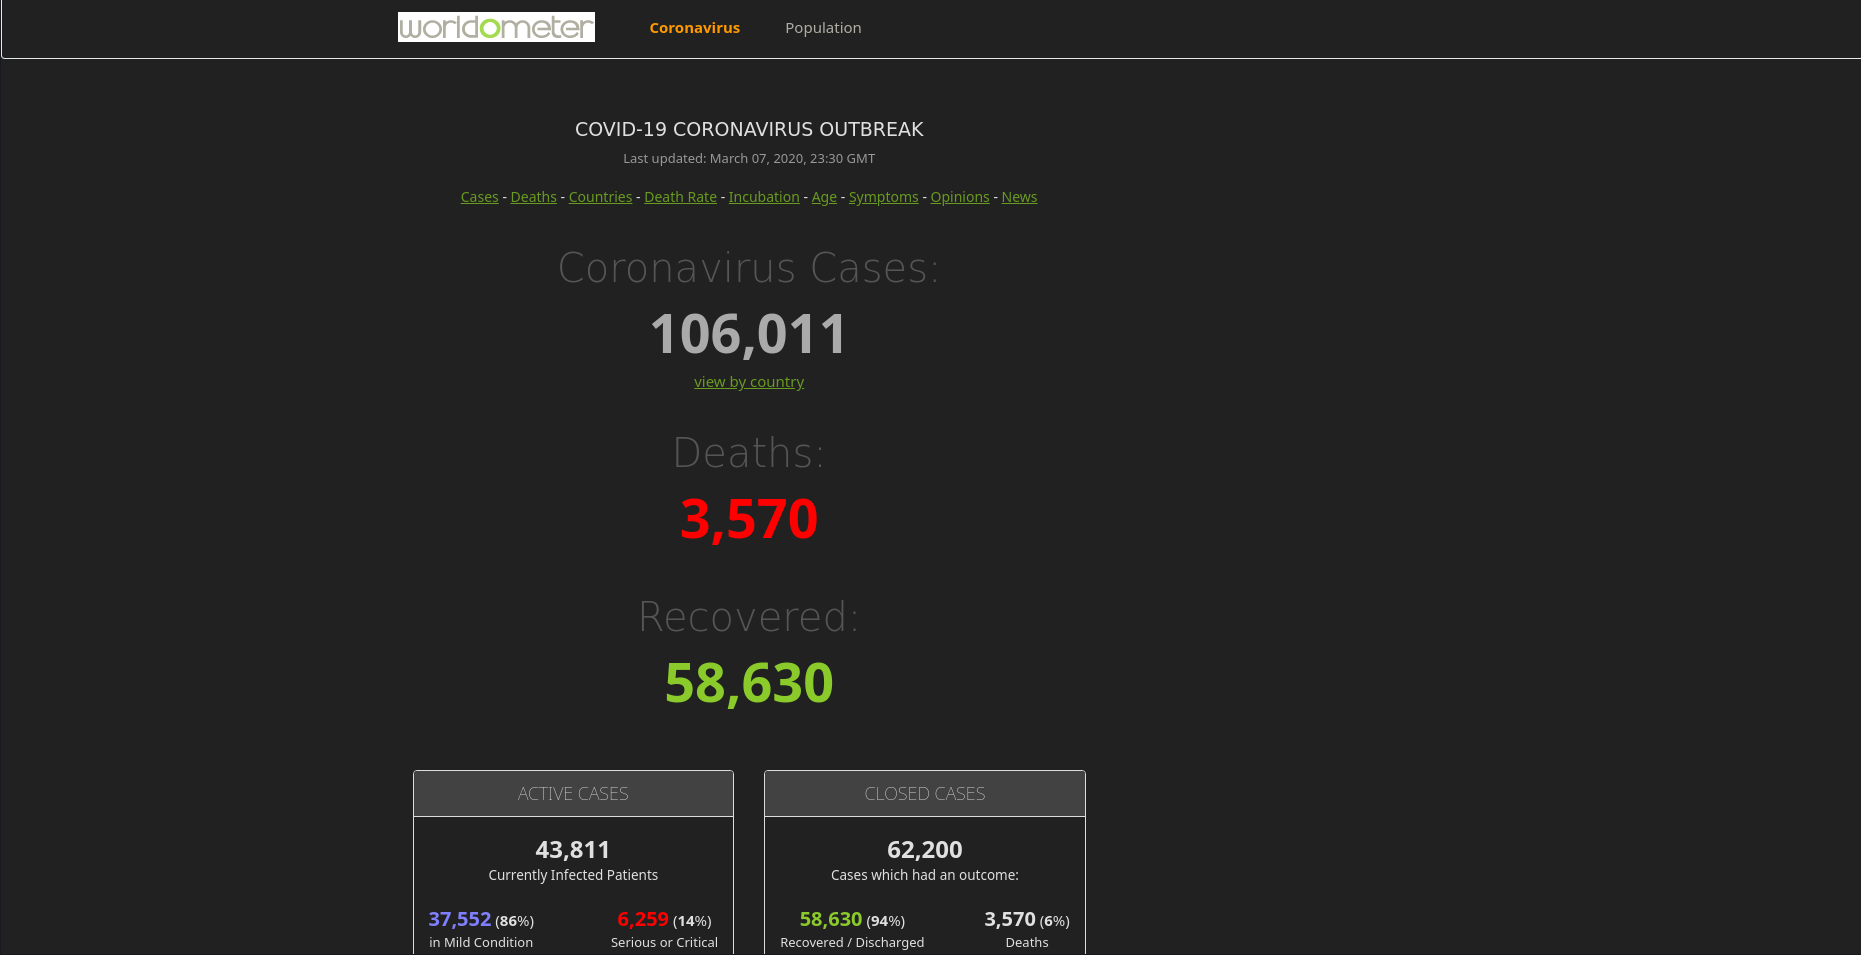 worldometer Coronavirus Population
COVID-19 CORONAVIRUS OUTBREAK
Last updated: March 07, 2020, 23:30 GMT
Cases - Deaths - Countries - Death Rate - Incubation - Age - Symptoms - Opinions - News
Coronavirus Cases:
106,011
view by country
Deaths:
3,570
Recovered:
58,630
ACTIVE CASES
43,811
Currently Infected Patients
37,552 (86%) 6,259 (14%)
in Mild Condition Serious or Critical
CLOSED CASES
62,200
Cases which had an outcome:
58,630 (94%) 3,570 (6%)
Recovered / Discharged Deaths